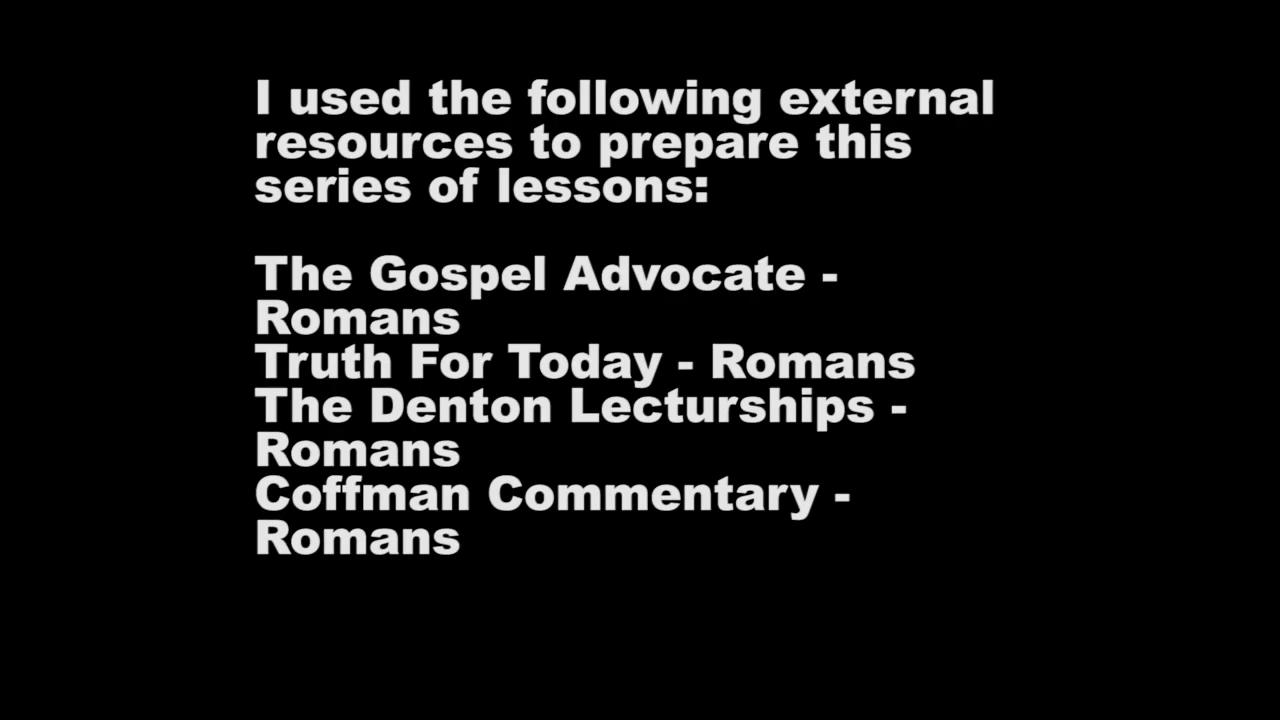 I used the following external
resources to prepare this
series of lessons:
The Gospel Advocate -
Romans
Truth For Today - Romans
The Denton Lecturships -
Romans
Coffman Commentary -
Romans